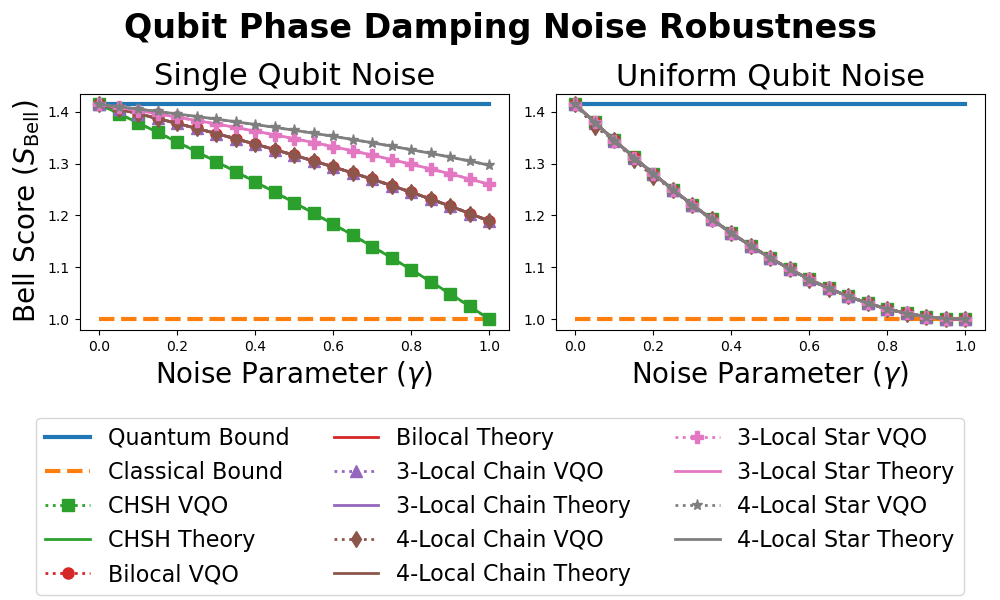 Qubit Phase Damping Noise Robustness
Single Qubit Noise
Uniform Qubit Noise
Bell Score (S_Bell)
1.4
1.3
1.2
1.1
1.0
0.0 0.2 0.4 0.6 0.8 1.0
Noise Parameter (γ)
1.4
1.3
1.2
1.1
1.0
0.0 0.2 0.4 0.6 0.8 1.0
Noise Parameter (γ)
Quantum Bound
Classical Bound
CHSH VQO
CHSH Theory
Bilocal VQO
Bilocal Theory
3-Local Chain VQO
3-Local Chain Theory
4-Local Chain VQO
4-Local Chain Theory
3-Local Star VQO
3-Local Star Theory
4-Local Star VQO
4-Local Star Theory